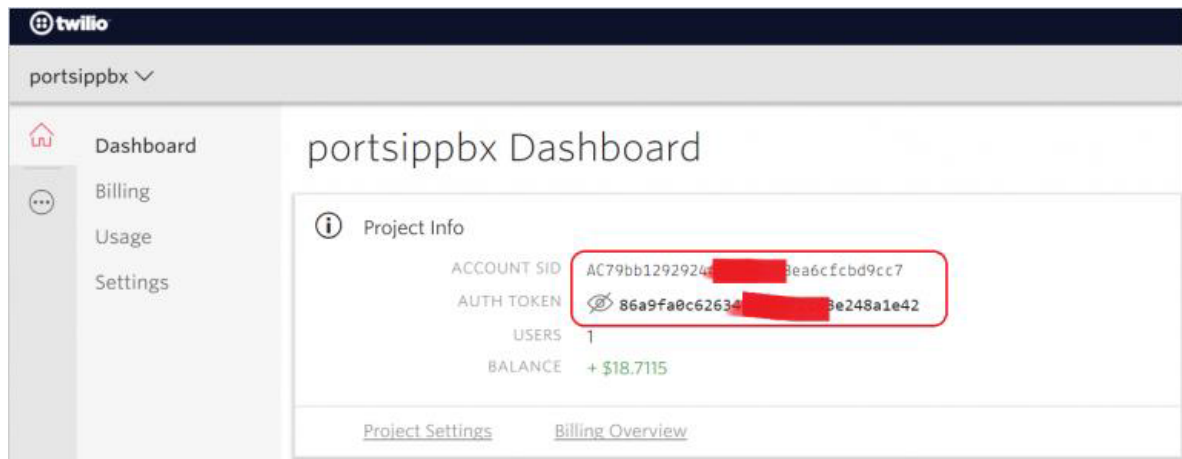 twilio
portsippbx
Dashboard
Billing
Usage
Settings
portsippbx Dashboard
Project Info
ACCOUNT SID AC79bb1292924 ea6cfcbd9cc7
AUTH TOKEN 86a9fa0c62634 e248a1e42
USERS 1
BALANCE + $18.7115
Project Settings Billing Overview